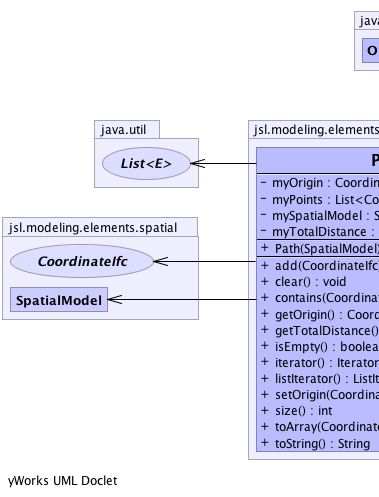 java
O
java.util
List<E>
jsl.modeling.elements.spatial
CoordinateIfc
SpatialModel
jsl.modeling.elements
P
− myOrigin : Coordin
− myPoints : List<Co
− mySpatialModel : S
− myTotalDistance :
+ Path(SpatialModel)
+ add(CoordinateIfc)
+ clear() : void
+ contains(Coordina
+ getOrigin() : Coord
+ getTotalDistance()
+ isEmpty() : boolea
+ iterator() : Iterator
+ listIterator() : ListIt
+ setOrigin(Coordina
+ size() : int
+ toArray(Coordinate
+ toString() : String
yWorks UML Doclet